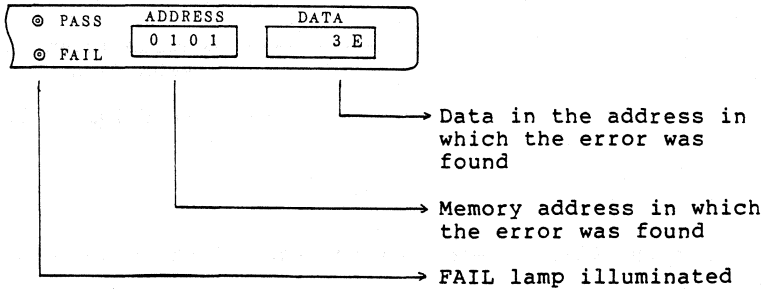 PASS ADDRESS DATA
0 1 0 1 3 E
FAIL
Data in the address in
which the error was
found
Memory address in which
the error was found
FAIL lamp illuminated